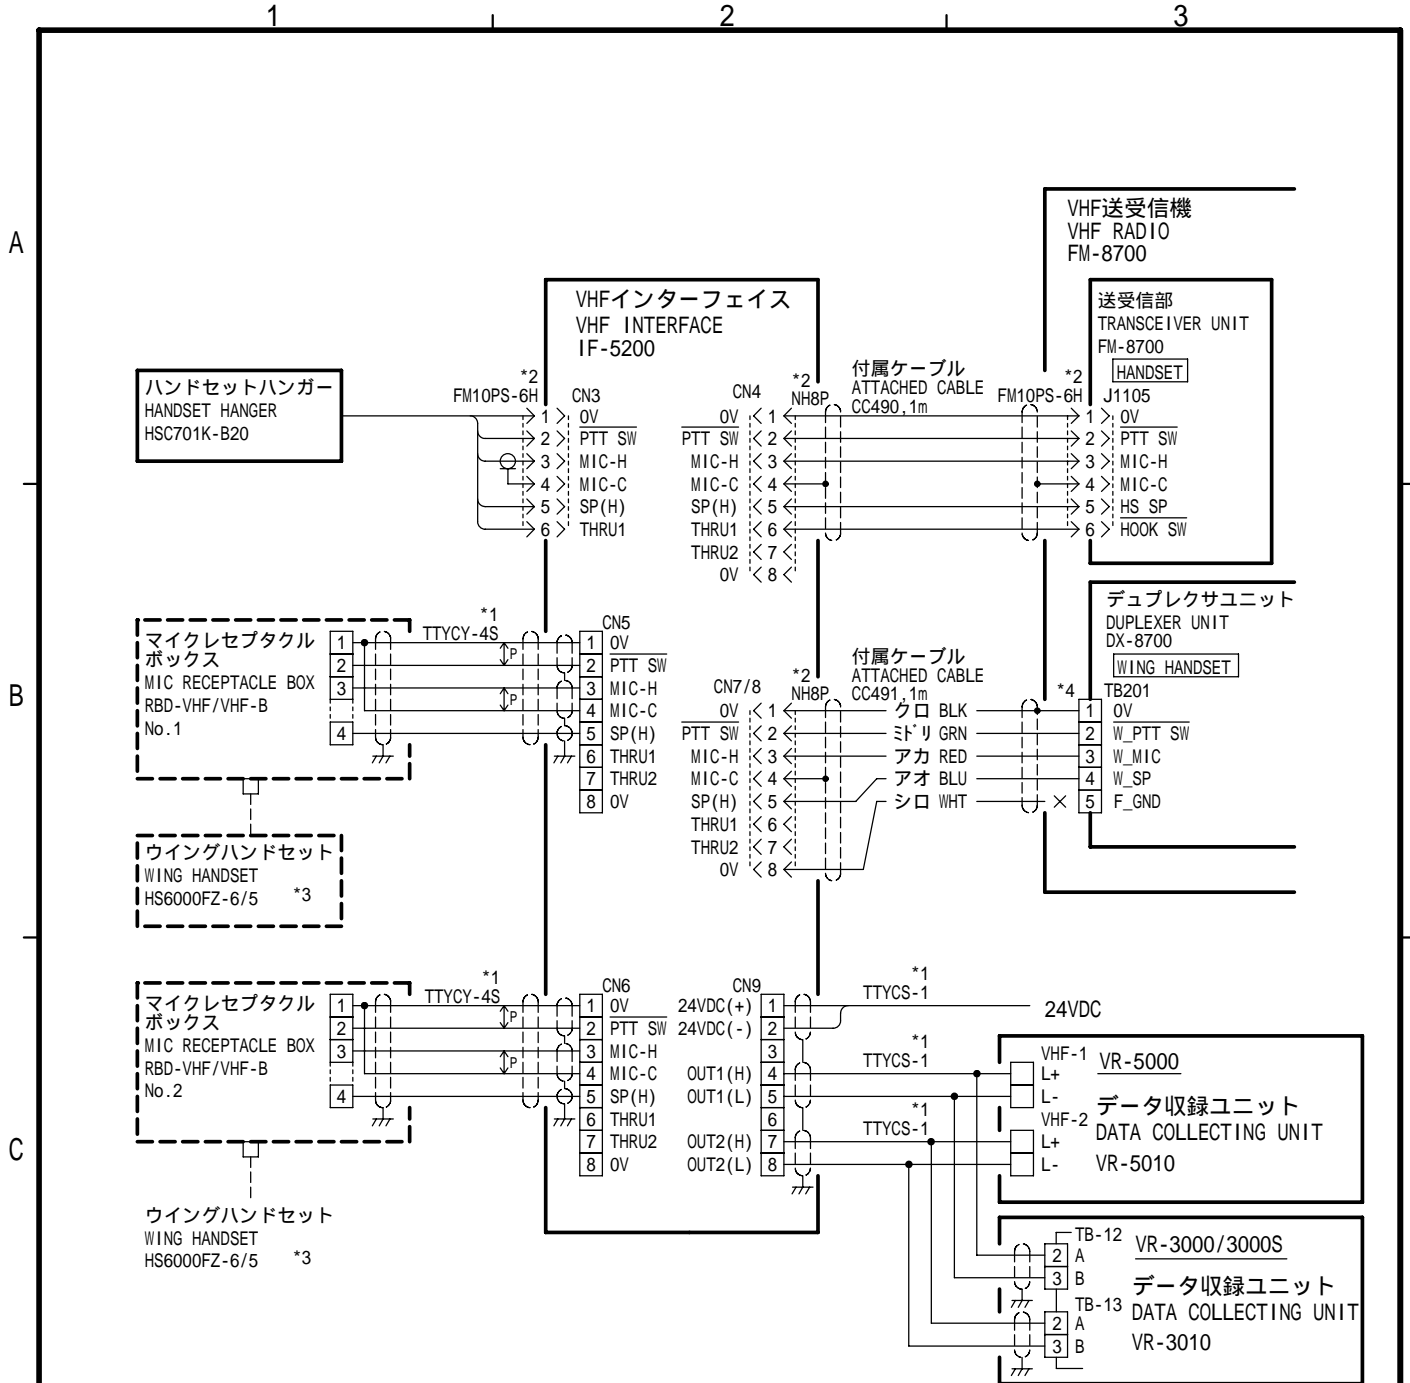 1 2 3
A
B
C
VHF送受信機
VHF RADIO
FM-8700
送受信部
TRANSCEIVER UNIT
FM-8700
HANDSET
J1105
1 0V
2 PTT SW
3 MIC-H
4 MIC-C
5 HS SP
6 HOOK SW
VHFインターフェイス
VHF INTERFACE
IF-5200
ハンドセットハンガー
HANDSET HANGER
HSC701K-B20
*2
FM10PS-6H
CN3
1 0V
2 PTT SW
3 MIC-H
4 MIC-C
5 SP(H)
6 THRU1
CN4
*2
NH8P
0V 1
PTT SW 2
MIC-H 3
MIC-C 4
SP(H) 5
THRU1 6
THRU2 7
0V 8
付属ケーブル
ATTACHED CABLE
CC490,1m
*2
FM10PS-6H
マイクレセプタクル
ボックス
MIC RECEPTACLE BOX
RBD-VHF/VHF-B
No.1
1
2
3
4
*1
TTYCY-4S
P
P
CN5
1 0V
2 PTT SW
3 MIC-H
4 MIC-C
5 SP(H)
6 THRU1
7 THRU2
8 0V
ウイングハンドセット
WING HANDSET
HS6000FZ-6/5 *3
CN7/8
*2
NH8P
0V 1
PTT SW 2
MIC-H 3
MIC-C 4
SP(H) 5
THRU1 6
THRU2 7
0V 8
付属ケーブル
ATTACHED CABLE
CC491,1m
クロ BLK
ミドリ GRN
アカ RED
アオ BLU
シロ WHT
デュプレクサユニット
DUPLEXER UNIT
DX-8700
WING HANDSET
*4 TB201
1 0V
2 W_PTT SW
3 W_MIC
4 W_SP
5 F_GND
マイクレセプタクル
ボックス
MIC RECEPTACLE BOX
RBD-VHF/VHF-B
No.2
1
2
3
4
*1
TTYCY-4S
P
P
CN6
1 0V
2 PTT SW
3 MIC-H
4 MIC-C
5 SP(H)
6 THRU1
7 THRU2
8 0V
ウイングハンドセット
WING HANDSET
HS6000FZ-6/5 *3
CN9
24VDC(+) 1
24VDC(-) 2
3
OUT1(H) 4
OUT1(L) 5
6
OUT2(H) 7
OUT2(L) 8
*1
TTYCS-1
24VDC
*1
TTYCS-1
*1
TTYCS-1
VHF-1 VR-5000
L+
L-
VHF-2
L+
L-
データ収録ユニット
DATA COLLECTING UNIT
VR-5010
TB-12 VR-3000/3000S
2 A
3 B
TB-13
2 A
3 B
データ収録ユニット
DATA COLLECTING UNIT
VR-3010